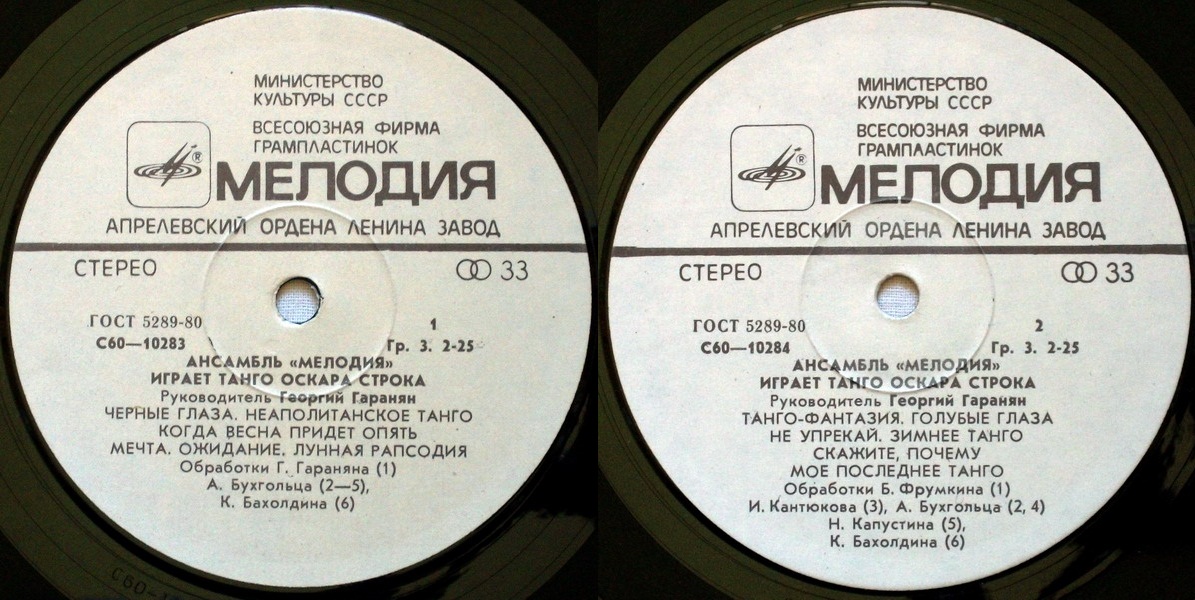 МИНИСТЕРСТВО
КУЛЬТУРЫ СССР
ВСЕСОЮЗНАЯ ФИРМА
ГРАМПЛАСТИНОК
®
МЕЛОДИЯ
АПРЕЛЕВСКИЙ ОРДЕНА ЛЕНИНА ЗАВОД
СТЕРЕО 33
ГОСТ 5289-80 1
С60—10283 Гр. 3. 2-25
АНСАМБЛЬ «МЕЛОДИЯ»
ИГРАЕТ ТАНГО ОСКАРА СТРОКА
Руководитель Георгий Гаранян
ЧЕРНЫЕ ГЛАЗА. НЕАПОЛИТАНСКОЕ ТАНГО
КОГДА ВЕСНА ПРИДЕТ ОПЯТЬ
МЕЧТА. ОЖИДАНИЕ. ЛУННАЯ РАПСОДИЯ
Обработки Г. Гараняна (1)
А. Бухгольца (2—5),
К. Бахолдина (6)
МИНИСТЕРСТВО
КУЛЬТУРЫ СССР
ВСЕСОЮЗНАЯ ФИРМА
ГРАМПЛАСТИНОК
®
МЕЛОДИЯ
АПРЕЛЕВСКИЙ ОРДЕНА ЛЕНИНА ЗАВОД
СТЕРЕО 33
ГОСТ 5289-80 2
С60—10284 Гр. 3. 2-25
АНСАМБЛЬ «МЕЛОДИЯ»
ИГРАЕТ ТАНГО ОСКАРА СТРОКА
Руководитель Георгий Гаранян
ТАНГО-ФАНТАЗИЯ. ГОЛУБЫЕ ГЛАЗА
НЕ УПРЕКАЙ. ЗИМНЕЕ ТАНГО
СКАЖИТЕ, ПОЧЕМУ
МОЕ ПОСЛЕДНЕЕ ТАНГО
Обработки Б. Фрумкина (1)
И. Кантюкова (3), А. Бухгольца (2, 4)
Н. Капустина (5),
К. Бахолдина (6)